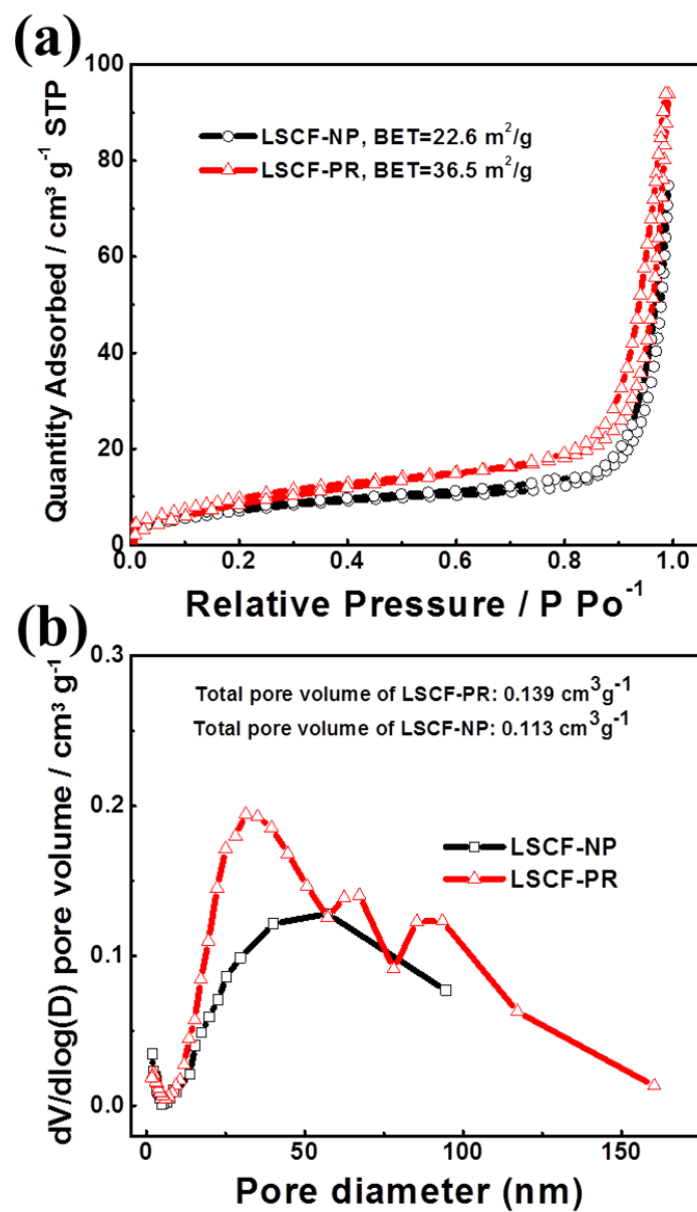 (a)
Quantity Adsorbed / cm³ g⁻¹ STP
100
80
60
40
20
0
LSCF-NP, BET=22.6 m²/g
LSCF-PR, BET=36.5 m²/g
0.0 0.2 0.4 0.6 0.8 1.0
Relative Pressure / P Po⁻¹
(b)
dV/dlog(D) pore volume / cm³ g⁻¹
0.3
0.2
0.1
0.0
Total pore volume of LSCF-PR: 0.139 cm³g⁻¹
Total pore volume of LSCF-NP: 0.113 cm³g⁻¹
LSCF-NP
LSCF-PR
0 50 100 150
Pore diameter (nm)